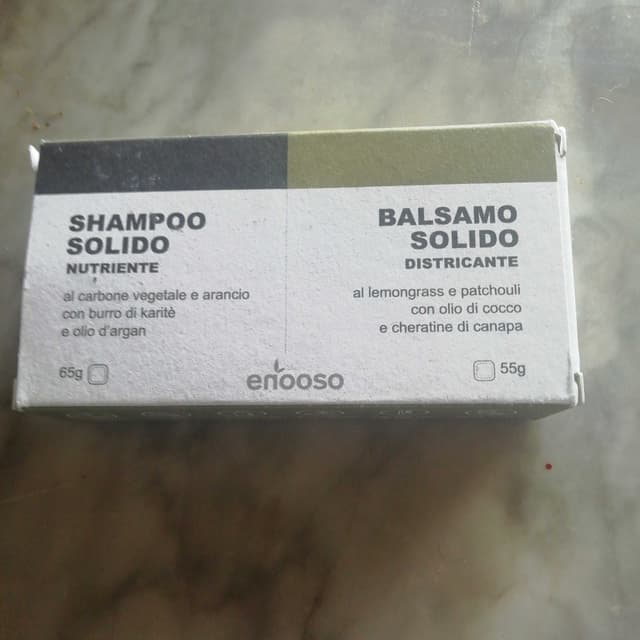 SHAMPOO
SOLIDO
NUTRIENTE
al carbone vegetale e arancio
con burro di karitè
e olio d'argan
65g
BALSAMO
SOLIDO
DISTRICANTE
al lemongrass e patchouli
con olio di cocco
e cheratine di canapa
55g
enooso